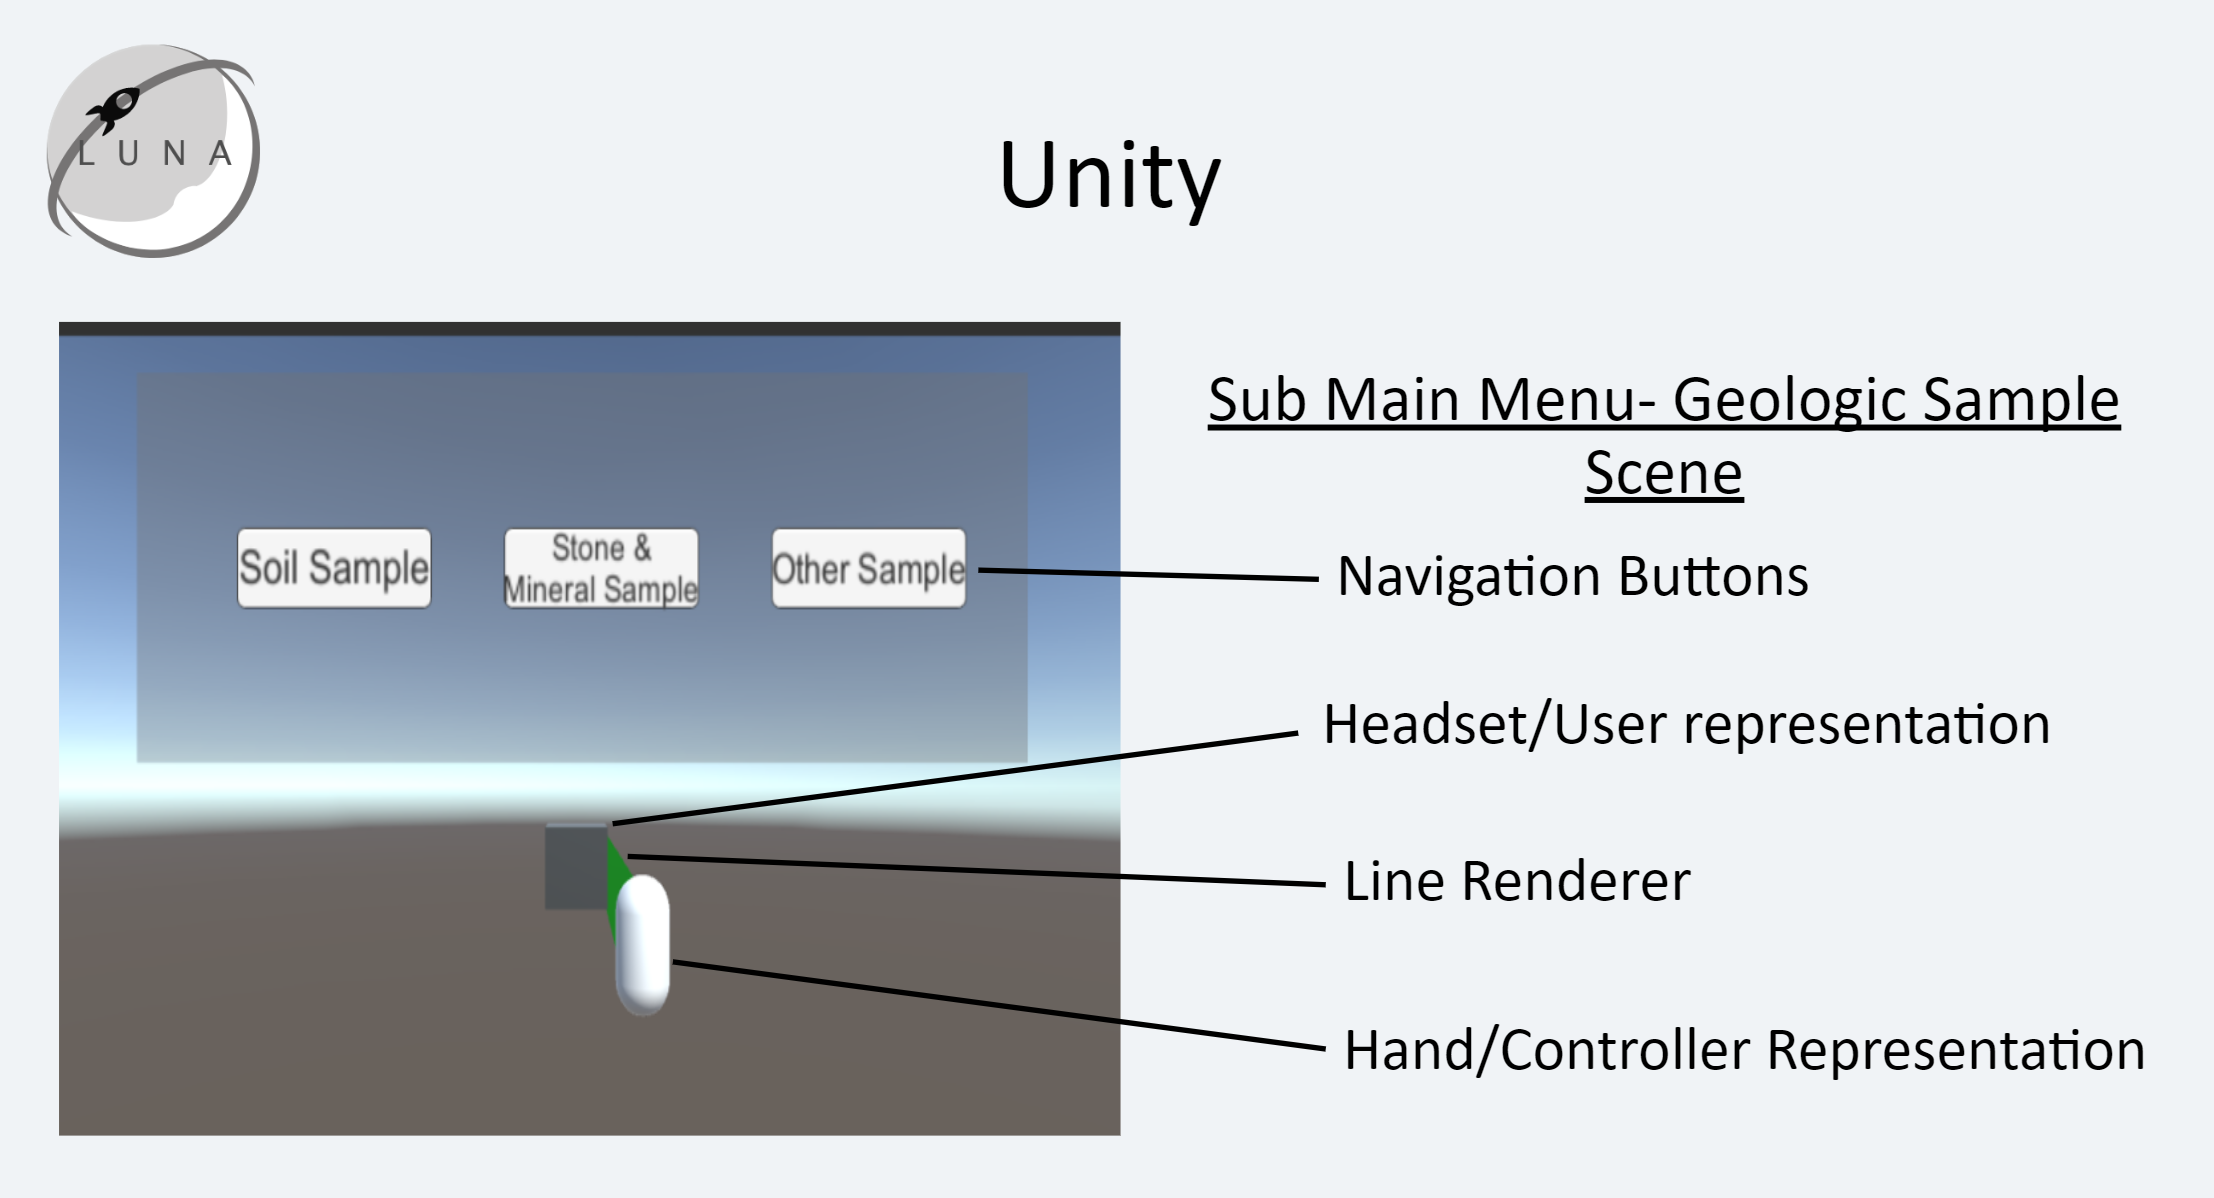 LUNA
Unity
Sub Main Menu- Geologic Sample
Scene
Soil Sample
Stone &
Mineral Sample
Other Sample
Navigation Buttons
Headset/User representation
Line Renderer
Hand/Controller Representation